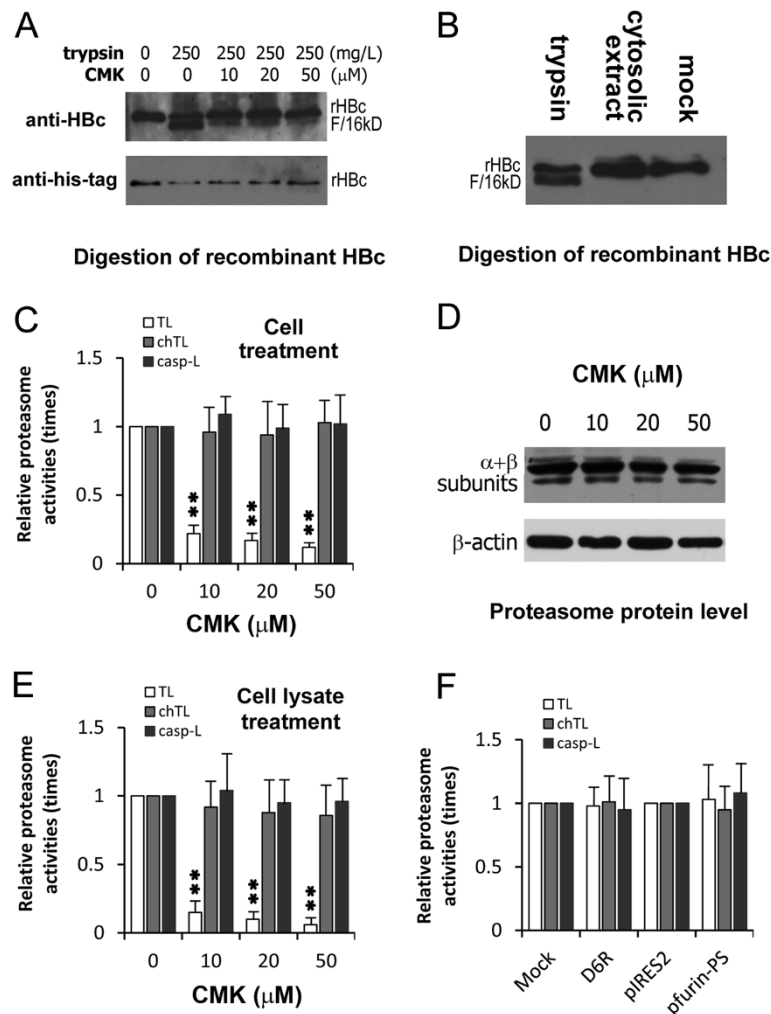 A
trypsin 0 250 250 250 250 (mg/L)
CMK 0 0 10 20 50 (μM)
anti-HBc
rHBc
F/16kD
anti-his-tag
rHBc
Digestion of recombinant HBc
B
trypsin
cytosolic
extract
mock
rHBc
F/16kD
Digestion of recombinant HBc
C
TL
chTL
casp-L
Cell
treatment
Relative proteasome
activities (times)
1.5
1
0.5
0
** ** **
0 10 20 50
CMK (μM)
D
CMK (μM)
0 10 20 50
α+β
subunits
β-actin
Proteasome protein level
E
TL
chTL
casp-L
Cell lysate
treatment
Relative proteasome
activities (times)
1.5
1
0.5
0
** ** **
0 10 20 50
CMK (μM)
F
TL
chTL
casp-L
Relative proteasome
activities (times)
1.5
1
0.5
0
Mock D6R pIRES2 pfurin-PS